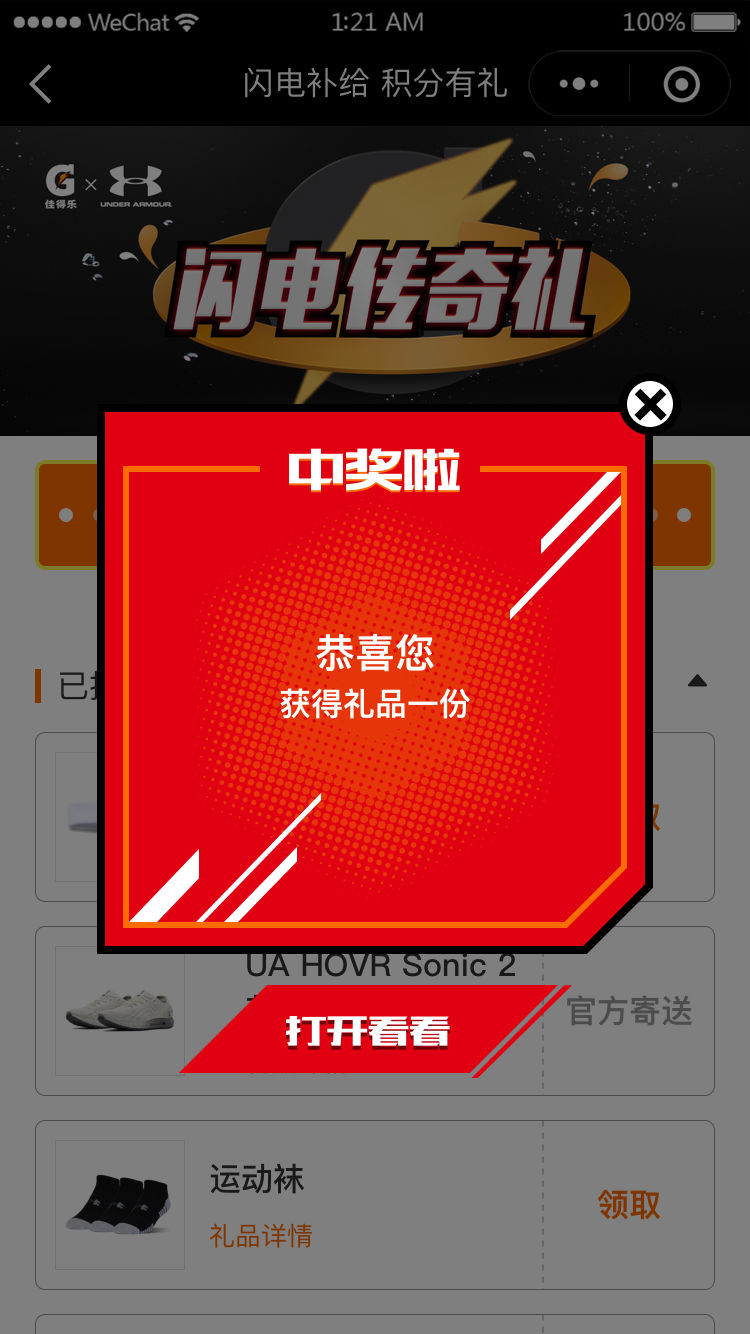 WeChat 1:21 AM 100%
闪电补给 积分有礼
佳得乐 × UNDER ARMOUR
闪电传奇礼
中奖啦
恭喜您
获得礼品一份
已
取
UA HOVR Sonic 2
官方寄送
打开看看
运动袜
礼品详情
领取